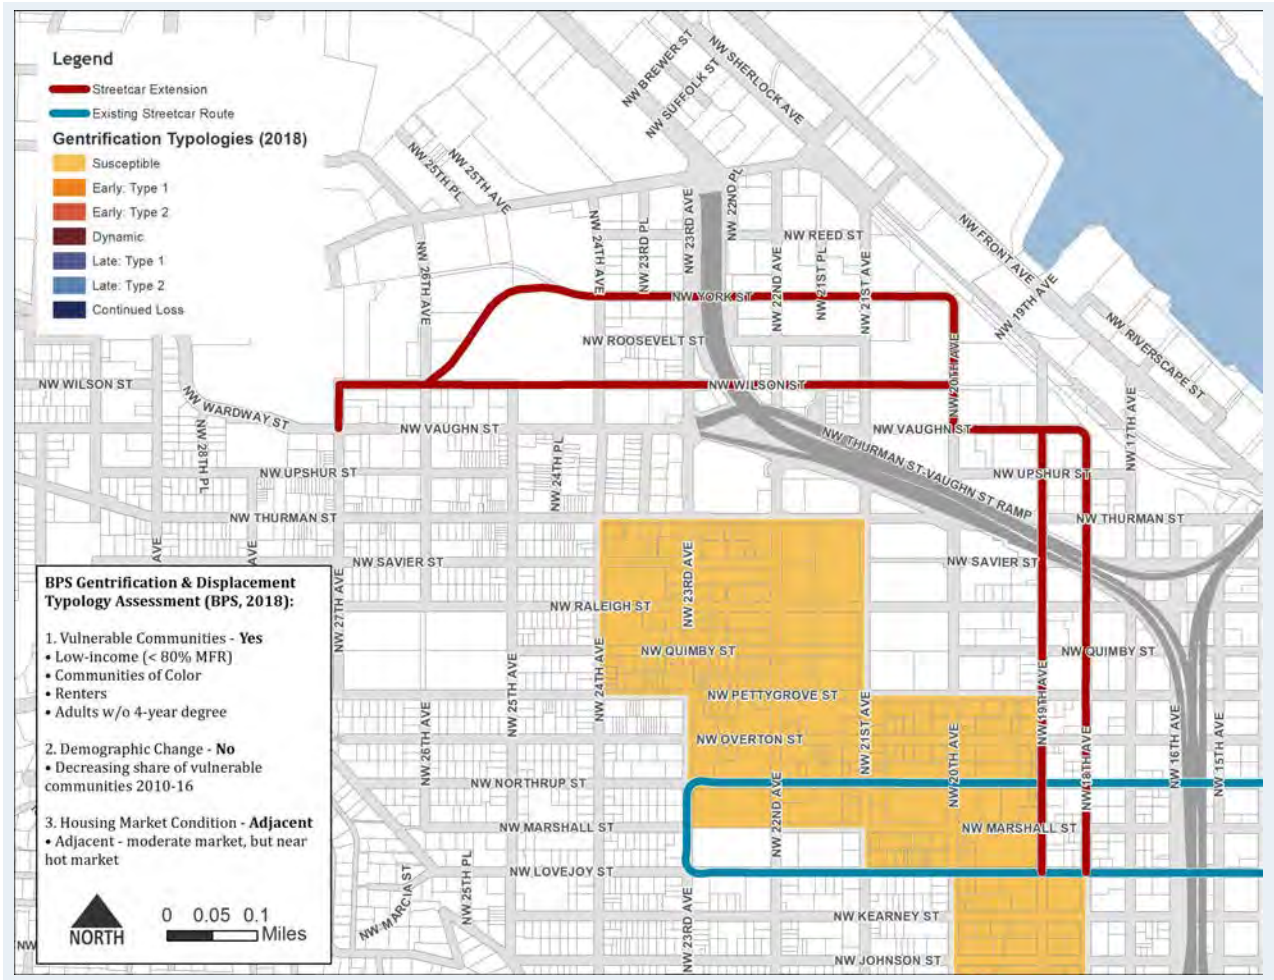 Legend
Streetcar Extension
Existing Streetcar Route
Gentrification Typologies (2018)
Susceptible
Early: Type 1
Early: Type 2
Dynamic
Late: Type 1
Late: Type 2
Continued Loss
NW BREWER ST
NW SUFFOLK ST
NW SHERLOCK AVE
NW 25TH PL
NW 25TH AVE
NW 26TH AVE
NW 24TH AVE
NW 23RD PL
NW 23RD AVE
NW 22ND PL
NW REED ST
NW 22ND AVE
NW 21ST PL
NW 21ST AVE
NW FRONT AVE
NW 19TH AVE
NW RIVERSCAPE ST
NW YORK ST
NW ROOSEVELT ST
NW 20TH AVE
NW WILSON ST
NW WILSON ST
NW WARDWAY ST
NW 28TH PL
NW VAUGHN ST
NW VAUGHN ST
NW 17TH AVE
NW THURMAN ST-VAUGHN ST RAMP
NW UPSHUR ST
NW 24TH PL
NW UPSHUR ST
NW THURMAN ST
NW THURMAN ST
AVE
AVE
NW SAVIER ST
NW SAVIER ST
NW 23RD AVE
NW 27TH AVE
NW RALEIGH ST
NW QUIMBY ST
NW QUIMBY ST
NW 24TH AVE
NW 25TH AVE
NW 26TH AVE
NW PETTYGROVE ST
NW 19TH AVE
NW OVERTON ST
NW 21ST AVE
NW 20TH AVE
NW 18TH AVE
NW 16TH AVE
NW 15TH AVE
NW NORTHRUP ST
NW 22ND AVE
NW MARSHALL ST
NW MARSHALL ST
NW LOVEJOY ST
NW MARCIA ST
NW 25TH PL
NW 23RD AVE
NW KEARNEY ST
NW JOHNSON ST
NW
BPS Gentrification & Displacement
Typology Assessment (BPS, 2018):
1. Vulnerable Communities - Yes
• Low-income (< 80% MFR)
• Communities of Color
• Renters
• Adults w/o 4-year degree
2. Demographic Change - No
• Decreasing share of vulnerable
communities 2010-16
3. Housing Market Condition - Adjacent
• Adjacent - moderate market, but near
hot market
NORTH
0 0.05 0.1
Miles